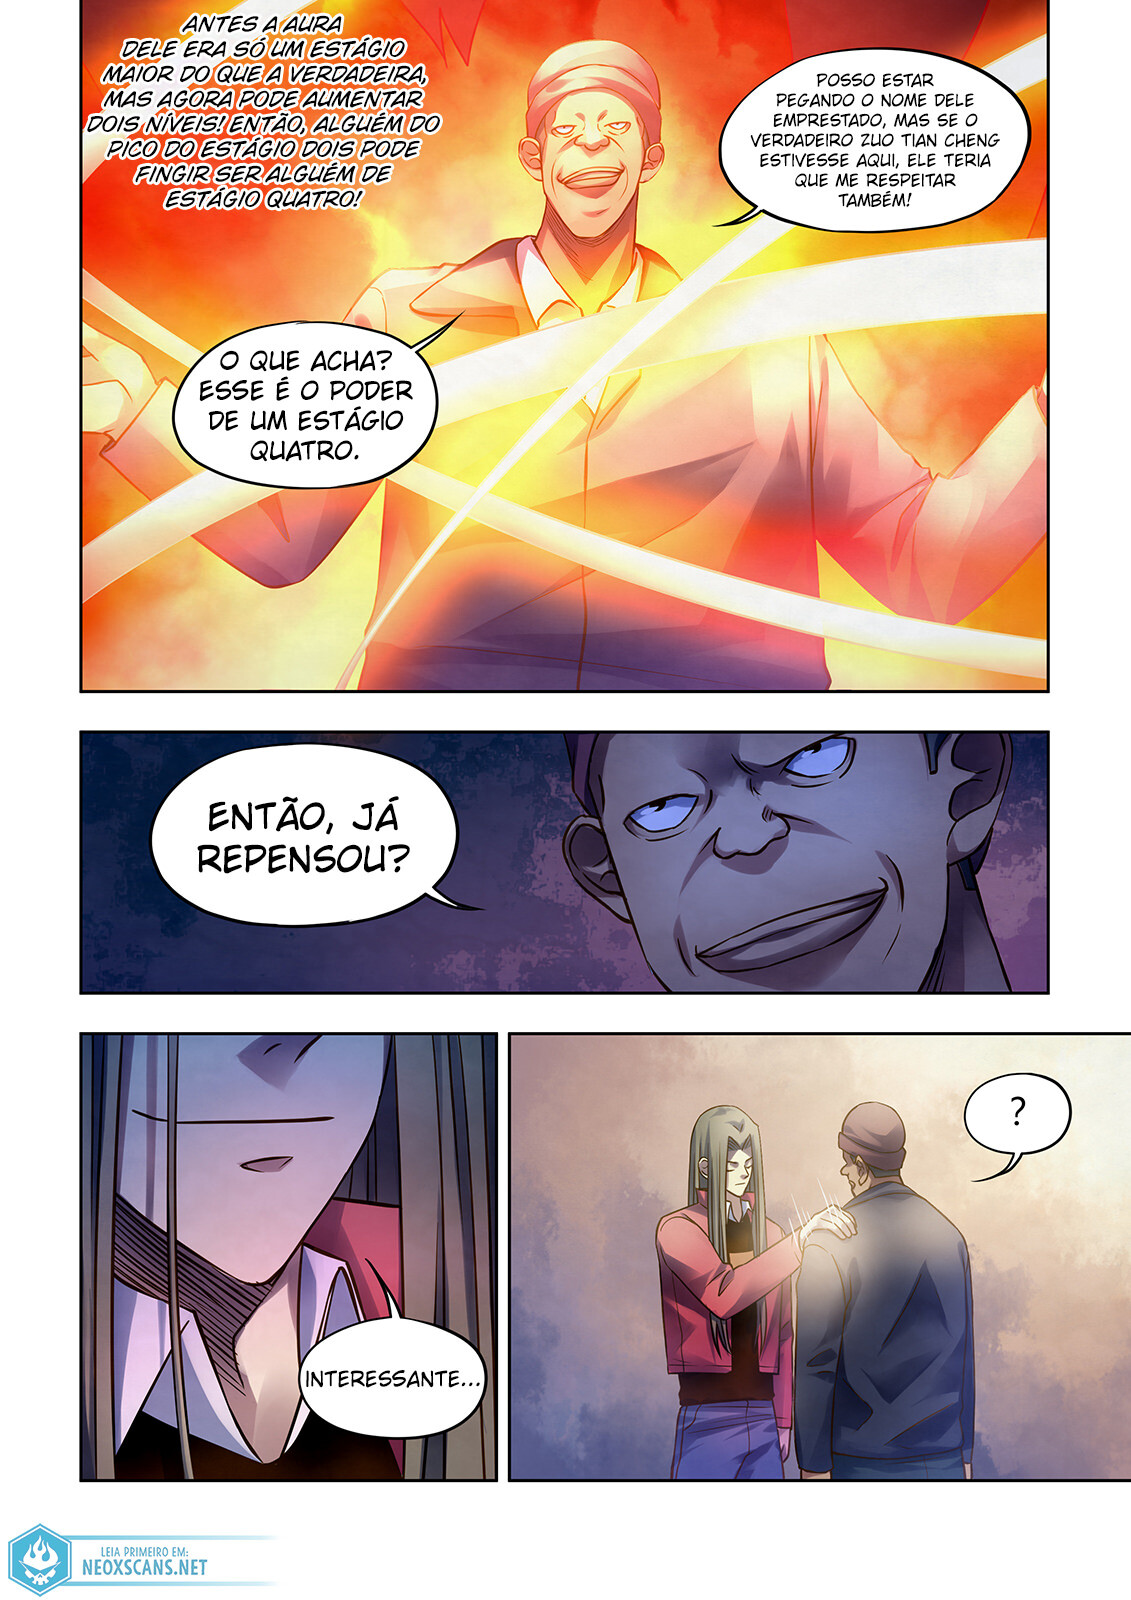 ANTES A AURA
DELE ERA SÓ UM ESTÁGIO
MAIOR DO QUE A VERDADEIRA,
MAS AGORA PODE AUMENTAR
DOIS NÍVEIS! ENTÃO, ALGUÉM DO
PICO DO ESTÁGIO DOIS PODE
FINGIR SER ALGUÉM DE
ESTÁGIO QUATRO!
POSSO ESTAR
PEGANDO O NOME DELE
EMPRESTADO, MAS SE O
VERDADEIRO ZUO TIAN CHENG
ESTIVESSE AQUI, ELE TERIA
QUE ME RESPEITAR
TAMBÉM!
O QUE ACHA?
ESSE É O PODER
DE UM ESTÁGIO
QUATRO.
ENTÃO, JÁ
REPENSOU?
INTERESSANTE...
?
LEIA PRIMEIRO EM:
NEOXSCANS.NET